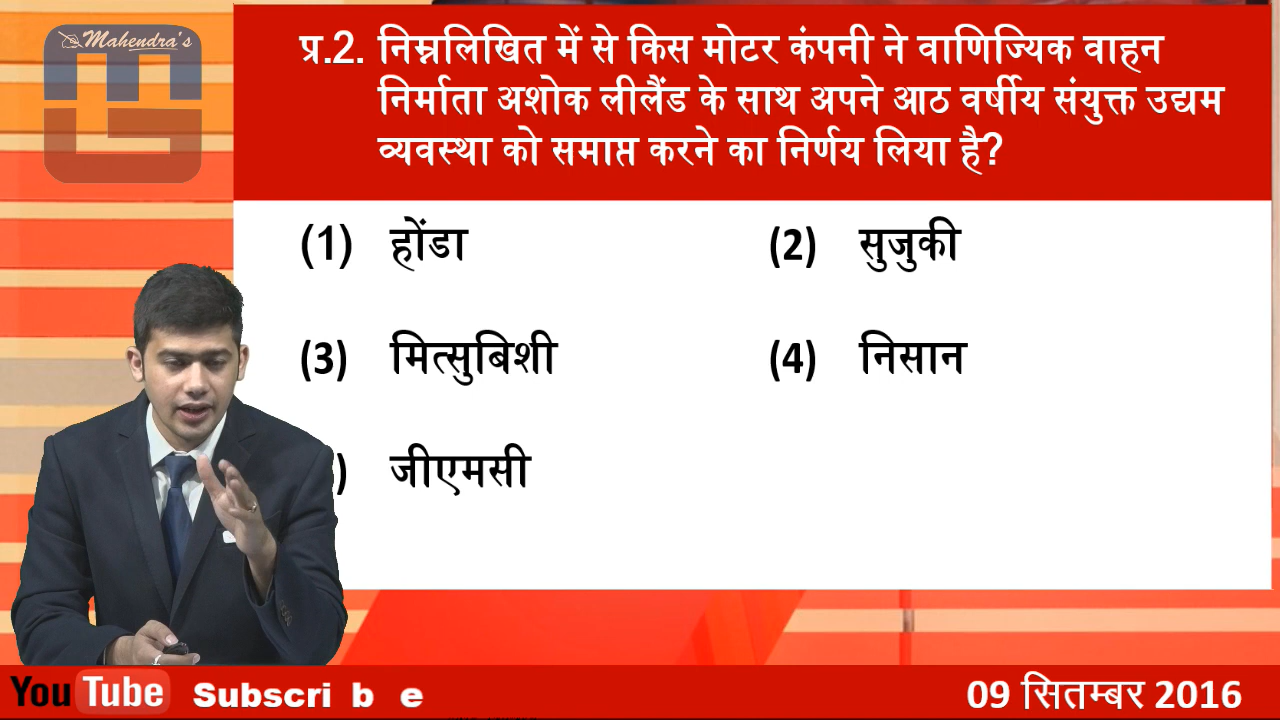 Mahendra's
प्र.2. निम्नलिखित में से किस मोटर कंपनी ने वाणिज्यिक वाहन
निर्माता अशोक लीलैंड के साथ अपने आठ वर्षीय संयुक्त उद्यम
व्यवस्था को समाप्त करने का निर्णय लिया है?
(1) होंडा (2) सुजुकी
(3) मित्सुबिशी (4) निसान
) जीएमसी
YouTube Subscri b e 09 सितम्बर 2016